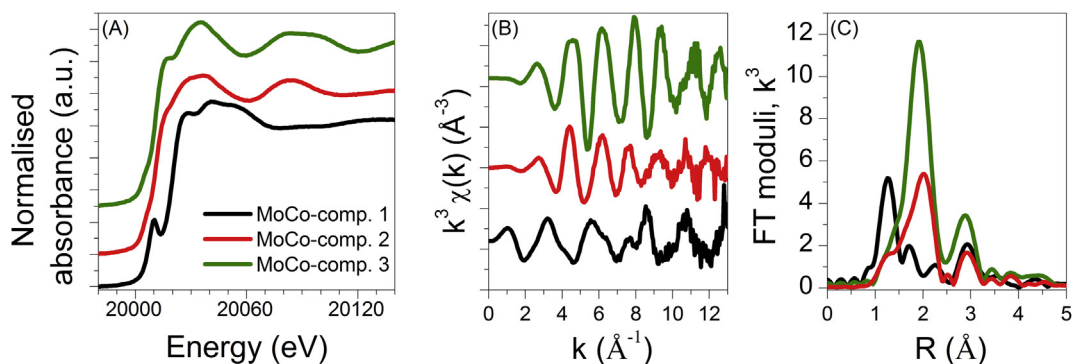 (A)
Normalised
absorbance (a.u.)
MoCo-comp. 1
MoCo-comp. 2
MoCo-comp. 3
20000 20060 20120
Energy (eV)
(B)
k³ χ(k) (Å⁻³)
0 2 4 6 8 10 12
k (Å⁻¹)
(C)
FT moduli, k³
12
10
8
6
4
2
0
0 1 2 3 4 5
R (Å)